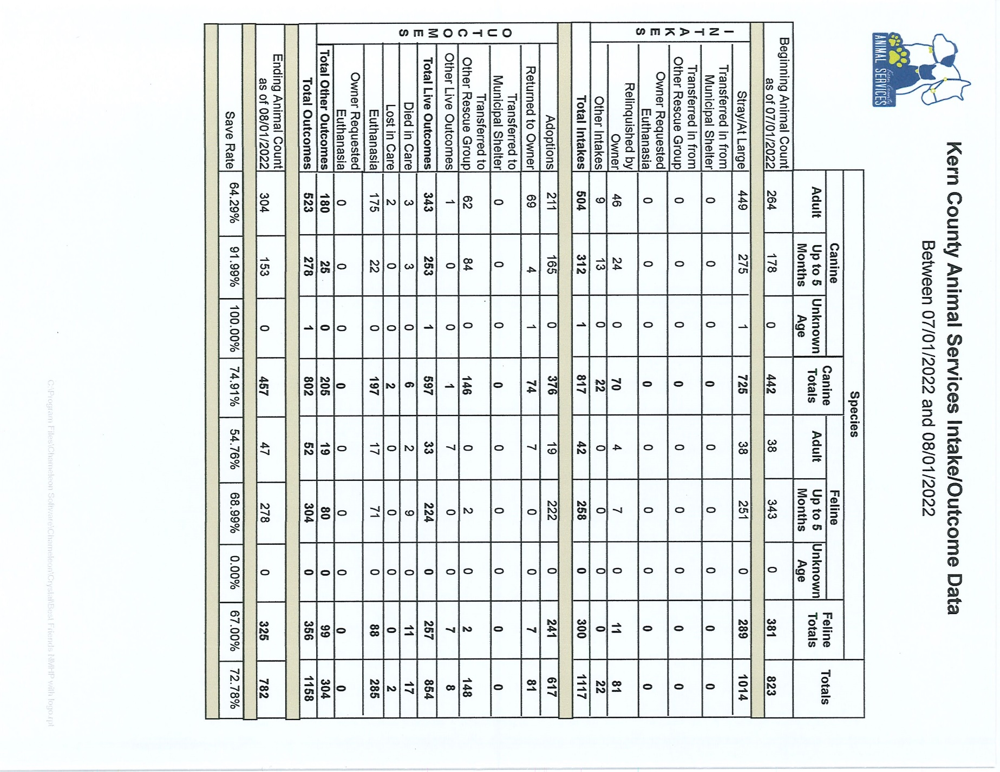 Kern County
ANIMAL SERVICES
Kern County Animal Services Intake/Outcome Data
Between 07/01/2022 and 08/01/2022
Species
Canine Canine Totals Feline Feline Totals Totals
Adult Up to 5 Months Unknown Age Adult Up to 5 Months Unknown Age
Beginning Animal Count
as of 07/01/2022 264 178 0 442 38 343 0 381 823
INTAKES
Stray/At Large 449 275 1 725 38 251 0 289 1014
Transferred in from
Municipal Shelter 0 0 0 0 0 0 0 0 0
Transferred in from
Other Rescue Group 0 0 0 0 0 0 0 0 0
Owner Requested
Euthanasia 0 0 0 0 0 0 0 0 0
Relinquished by
Owner 46 24 0 70 4 7 0 11 81
Other Intakes 9 13 0 22 0 0 0 0 22
Total Intakes 504 312 1 817 42 258 0 300 1117
OUTCOMES
Adoptions 211 165 0 376 19 222 0 241 617
Returned to Owner 69 4 1 74 7 0 0 7 81
Transferred to
Municipal Shelter 0 0 0 0 0 0 0 0 0
Transferred to
Other Rescue Group 62 84 0 146 0 2 0 2 148
Other Live Outcomes 1 0 0 1 7 0 0 7 8
Total Live Outcomes 343 253 1 597 33 224 0 257 854
Died in Care 3 3 0 6 2 9 0 11 17
Lost in Care 2 0 0 2 0 0 0 0 2
Euthanasia 175 22 0 197 17 71 0 88 285
Owner Requested
Euthanasia 0 0 0 0 0 0 0 0 0
Total Other Outcomes 180 25 0 205 19 80 0 99 304
Total Outcomes 523 278 1 802 52 304 0 356 1158
Ending Animal Count
as of 08/01/2022 304 153 0 457 47 278 0 325 782
Save Rate 64.29% 91.99% 100.00% 74.91% 54.76% 68.99% 0.00% 67.00% 72.78%
C:\Program Files\Chameleon Software\Chameleon\Crystal\Best Friends NMHP with logo.rpt